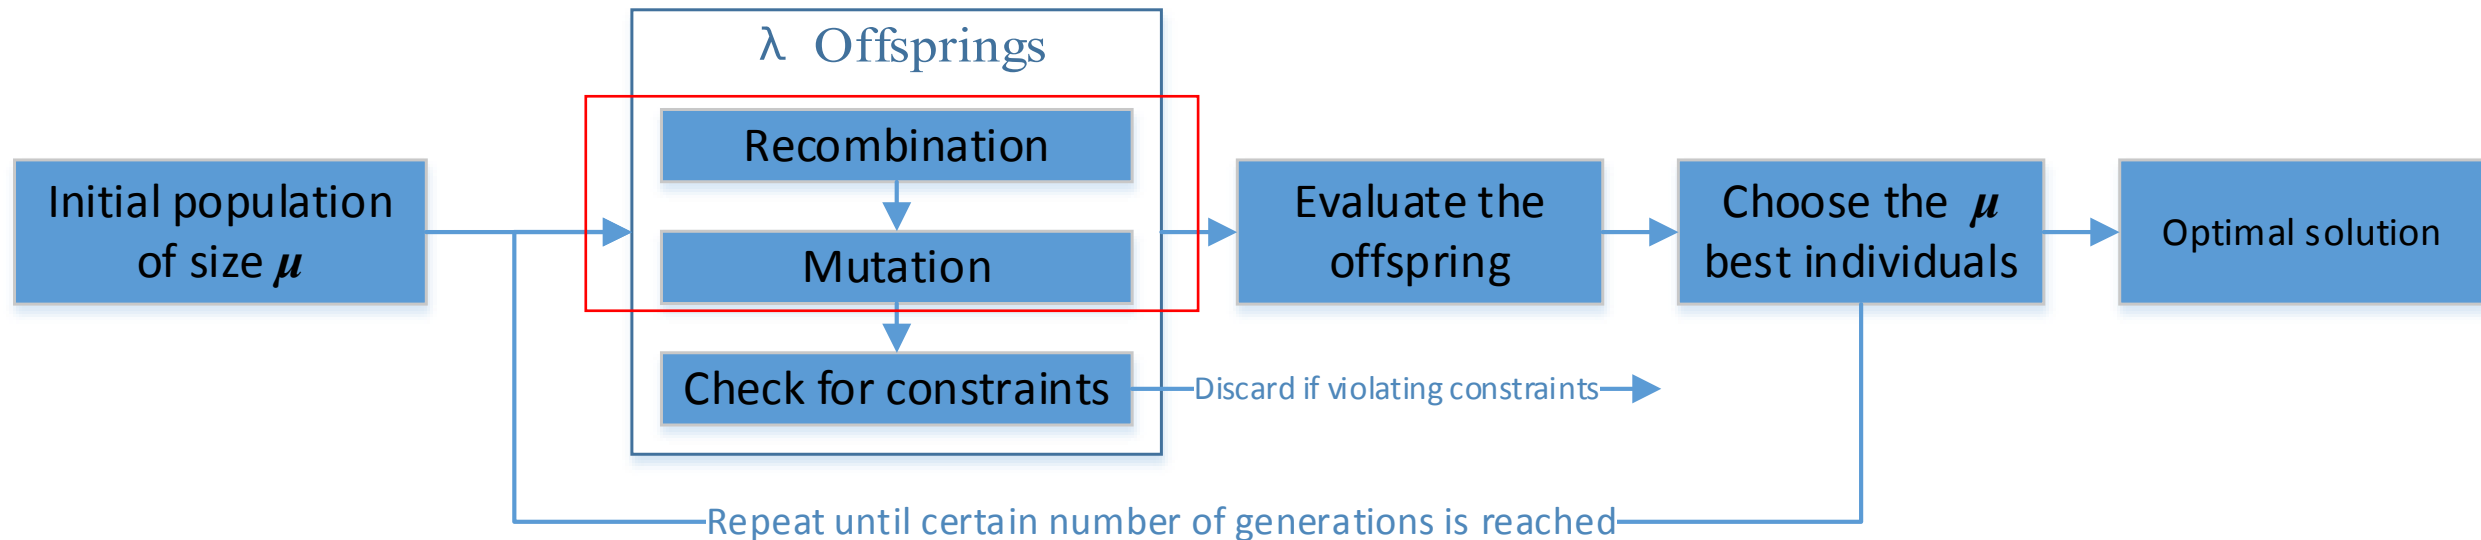 Initial population
of size μ
λ Offsprings
Recombination
Mutation
Check for constraints
Discard if violating constraints
Evaluate the
offspring
Choose the μ
best individuals
Optimal solution
Repeat until certain number of generations is reached